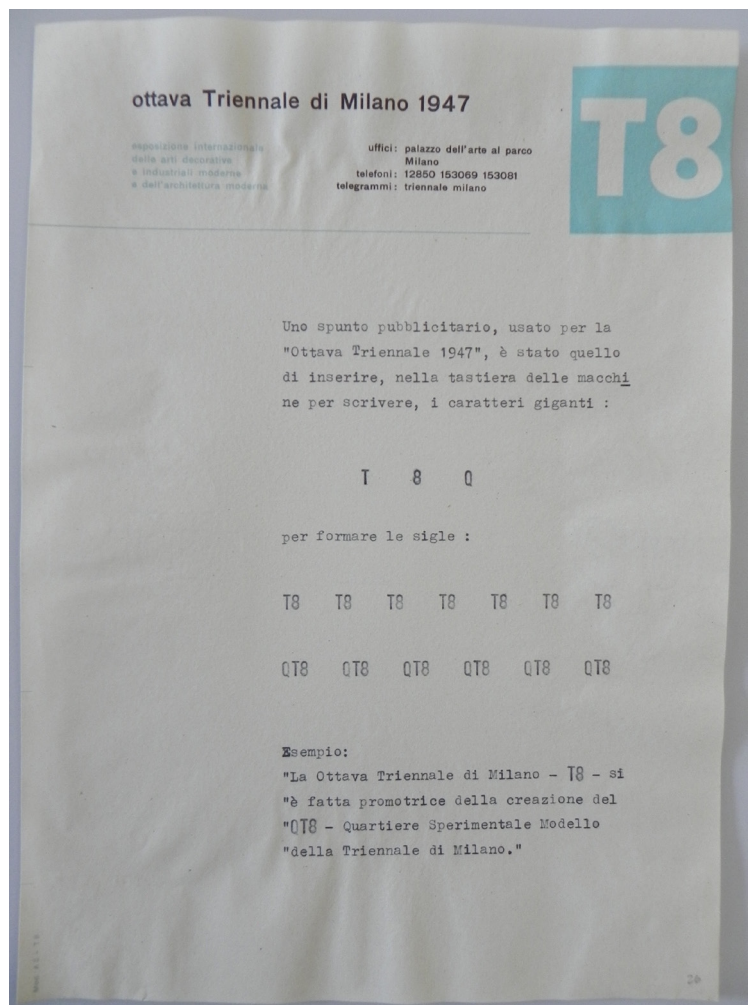 ottava Triennale di Milano 1947
T8
esposizione internazionale
delle arti decorative
e industriali moderne
e dell'architettura moderna
uffici: palazzo dell'arte al parco
Milano
telefoni: 12850 153069 153081
telegrammi: triennale milano
Uno spunto pubblicitario, usato per la
"Ottava Triennale 1947", è stato quello
di inserire, nella tastiera delle macchi
ne per scrivere, i caratteri giganti :
T 8 Q
per formare le sigle :
T8 T8 T8 T8 T8 T8 T8
QT8 QT8 QT8 QT8 QT8 QT8
Esempio:
"La Ottava Triennale di Milano - T8 - si
"è fatta promotrice della creazione del
"QT8 - Quartiere Sperimentale Modello
"della Triennale di Milano."
26